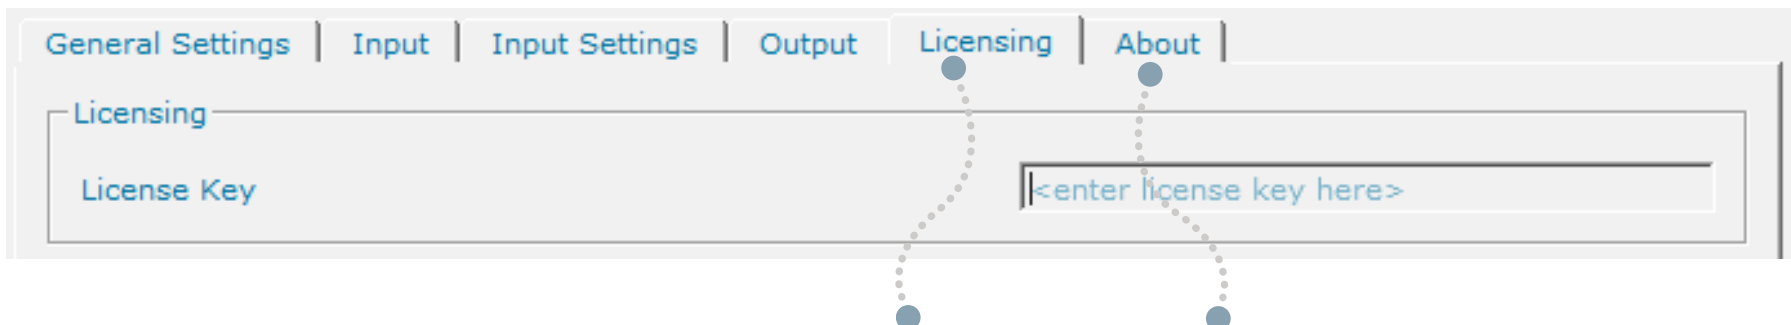 General Settings Input Input Settings Output Licensing About
Licensing
License Key <enter license key here>